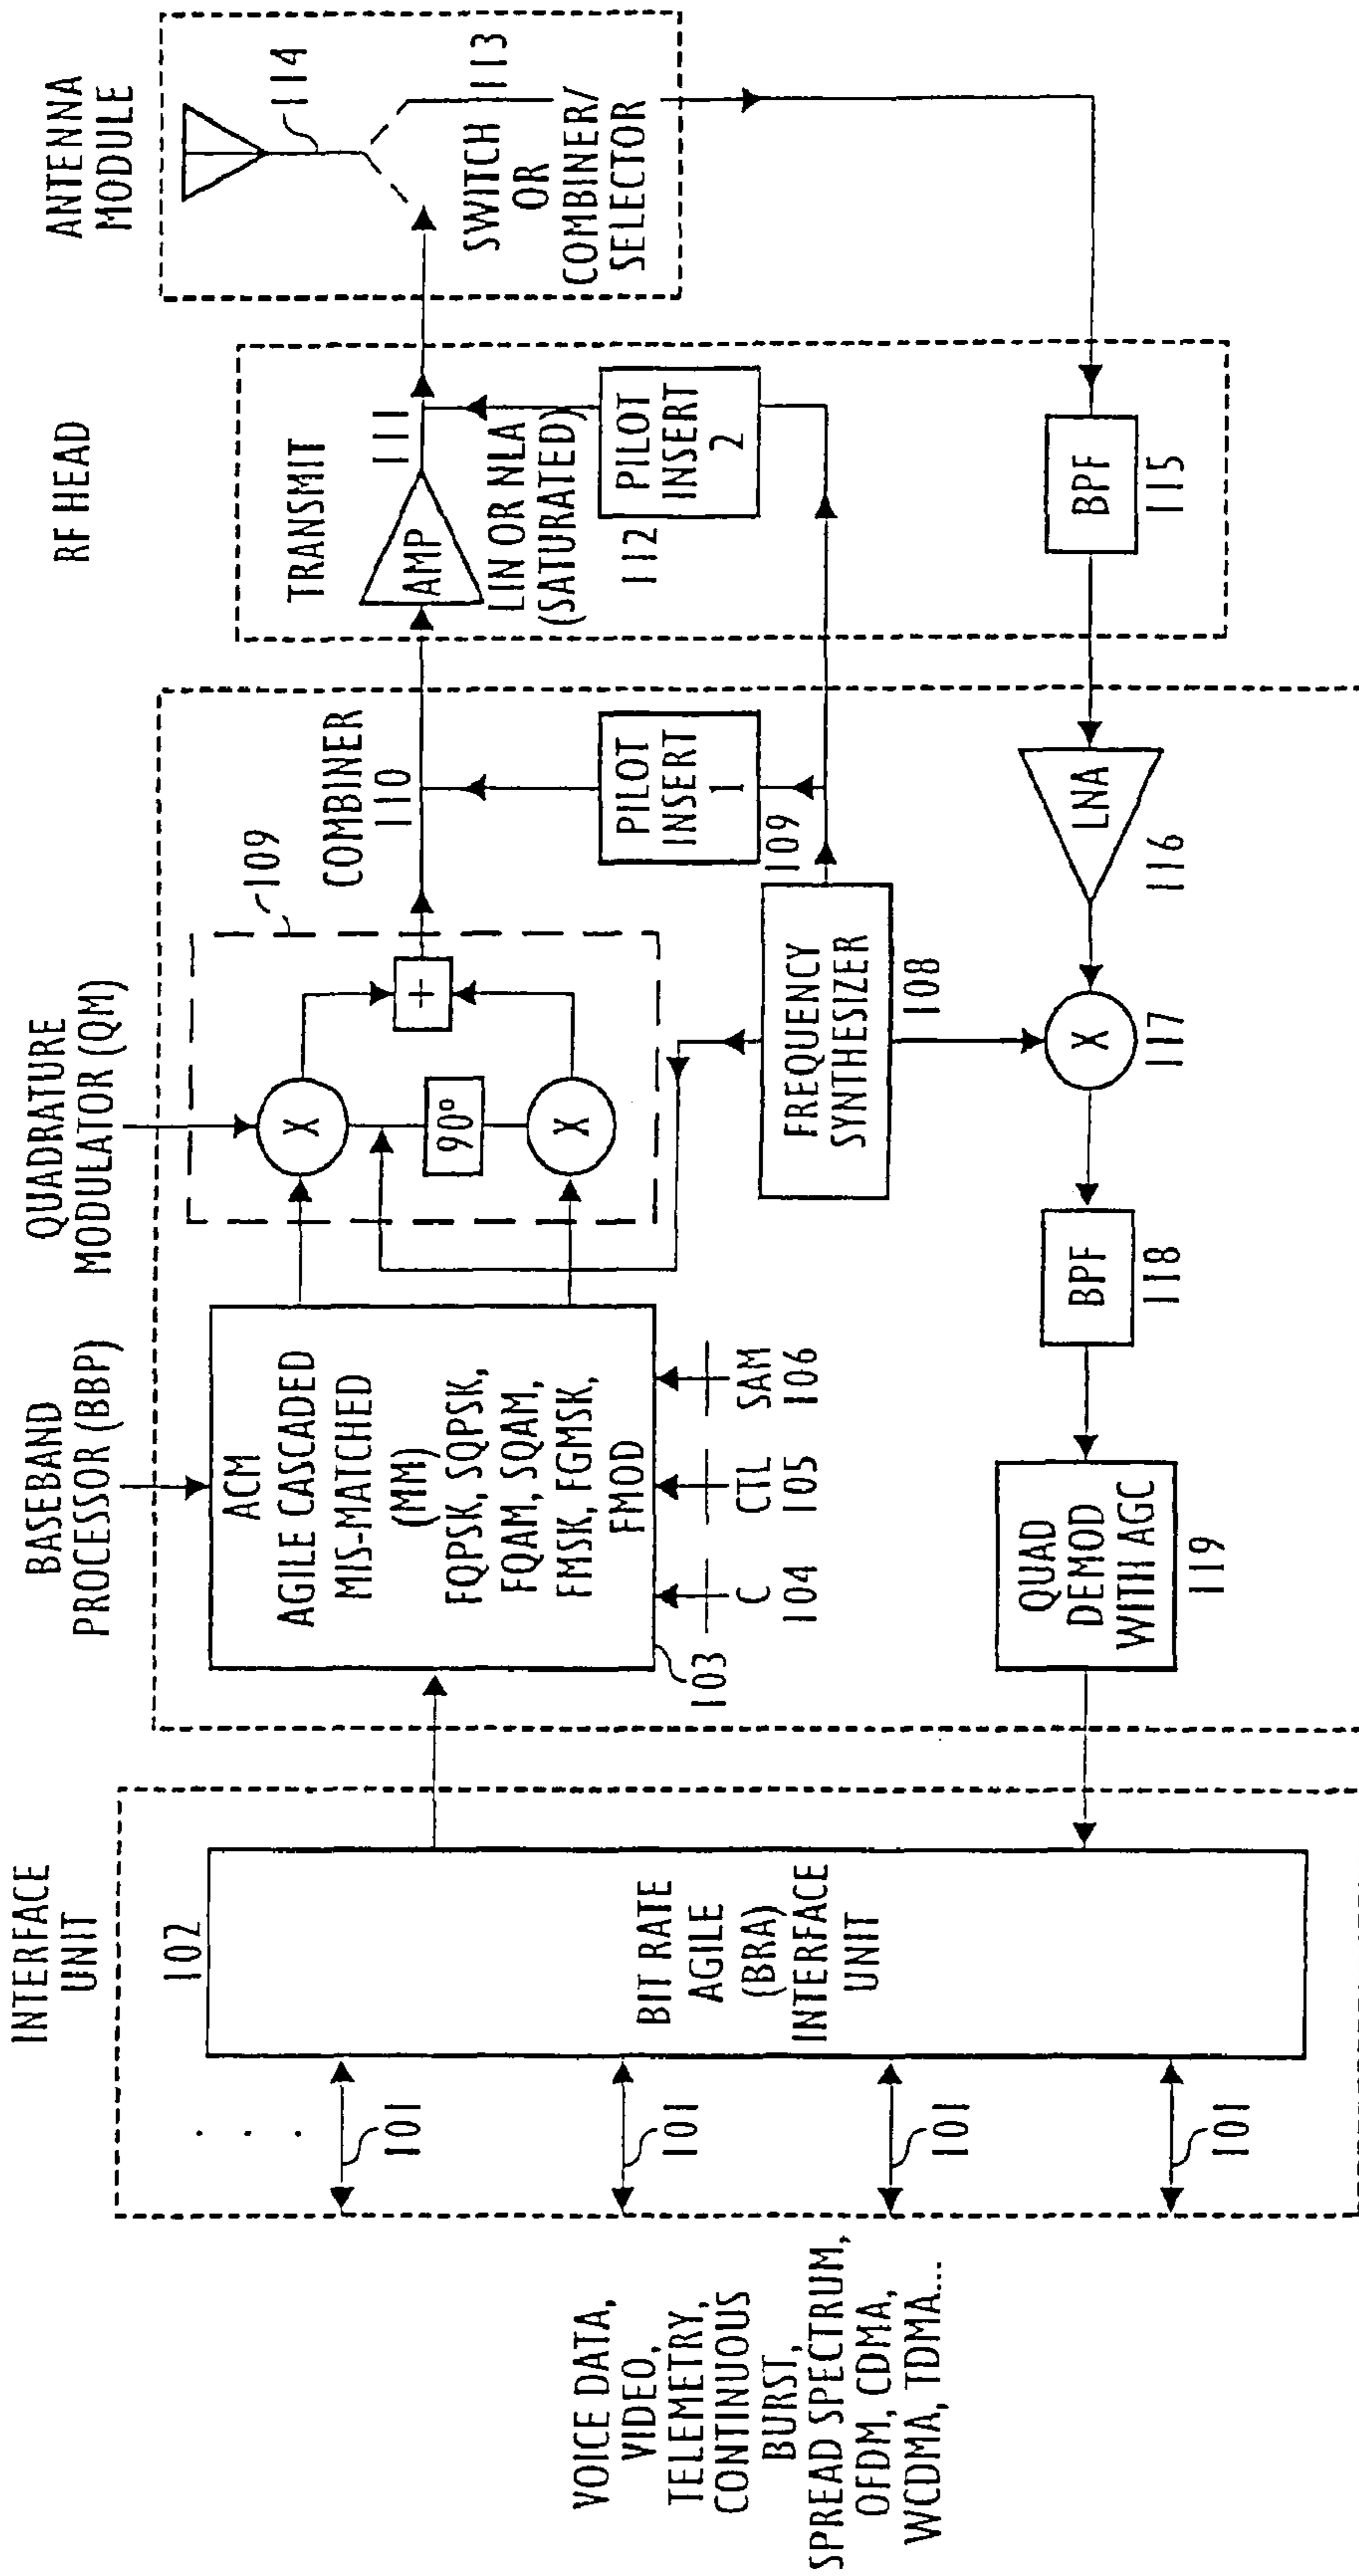 INTERFACE
UNIT
BASEBAND
PROCESSOR (BBP)
QUADRATURE
MODULATOR (QM)
RF HEAD
ANTENNA
MODULE
VOICE DATA,
VIDEO,
TELEMETRY,
CONTINUOUS
BURST,
SPREAD SPECTRUM,
OFDM, CDMA,
WCDMA, TDMA...
. . .
101
101
101
101
102
BIT RATE
AGILE
(BRA)
INTERFACE
UNIT
ACM
AGILE CASCADED
MIS-MATCHED
(MM)
FQPSK, SQPSK,
FQAM, SQAM,
FMSK, FGMSK,
FMOD
103
C
104
CTL
105
SAM
106
X
90°
X
+
109
COMBINER
110
PILOT
INSERT
1
109
FREQUENCY
SYNTHESIZER
108
TRANSMIT
AMP
111
LIN OR NLA
(SATURATED)
112
PILOT
INSERT
2
114
113
SWITCH
OR
COMBINER/
SELECTOR
BPF
115
LNA
116
X
117
BPF
118
QUAD
DEMOD
WITH AGC
119